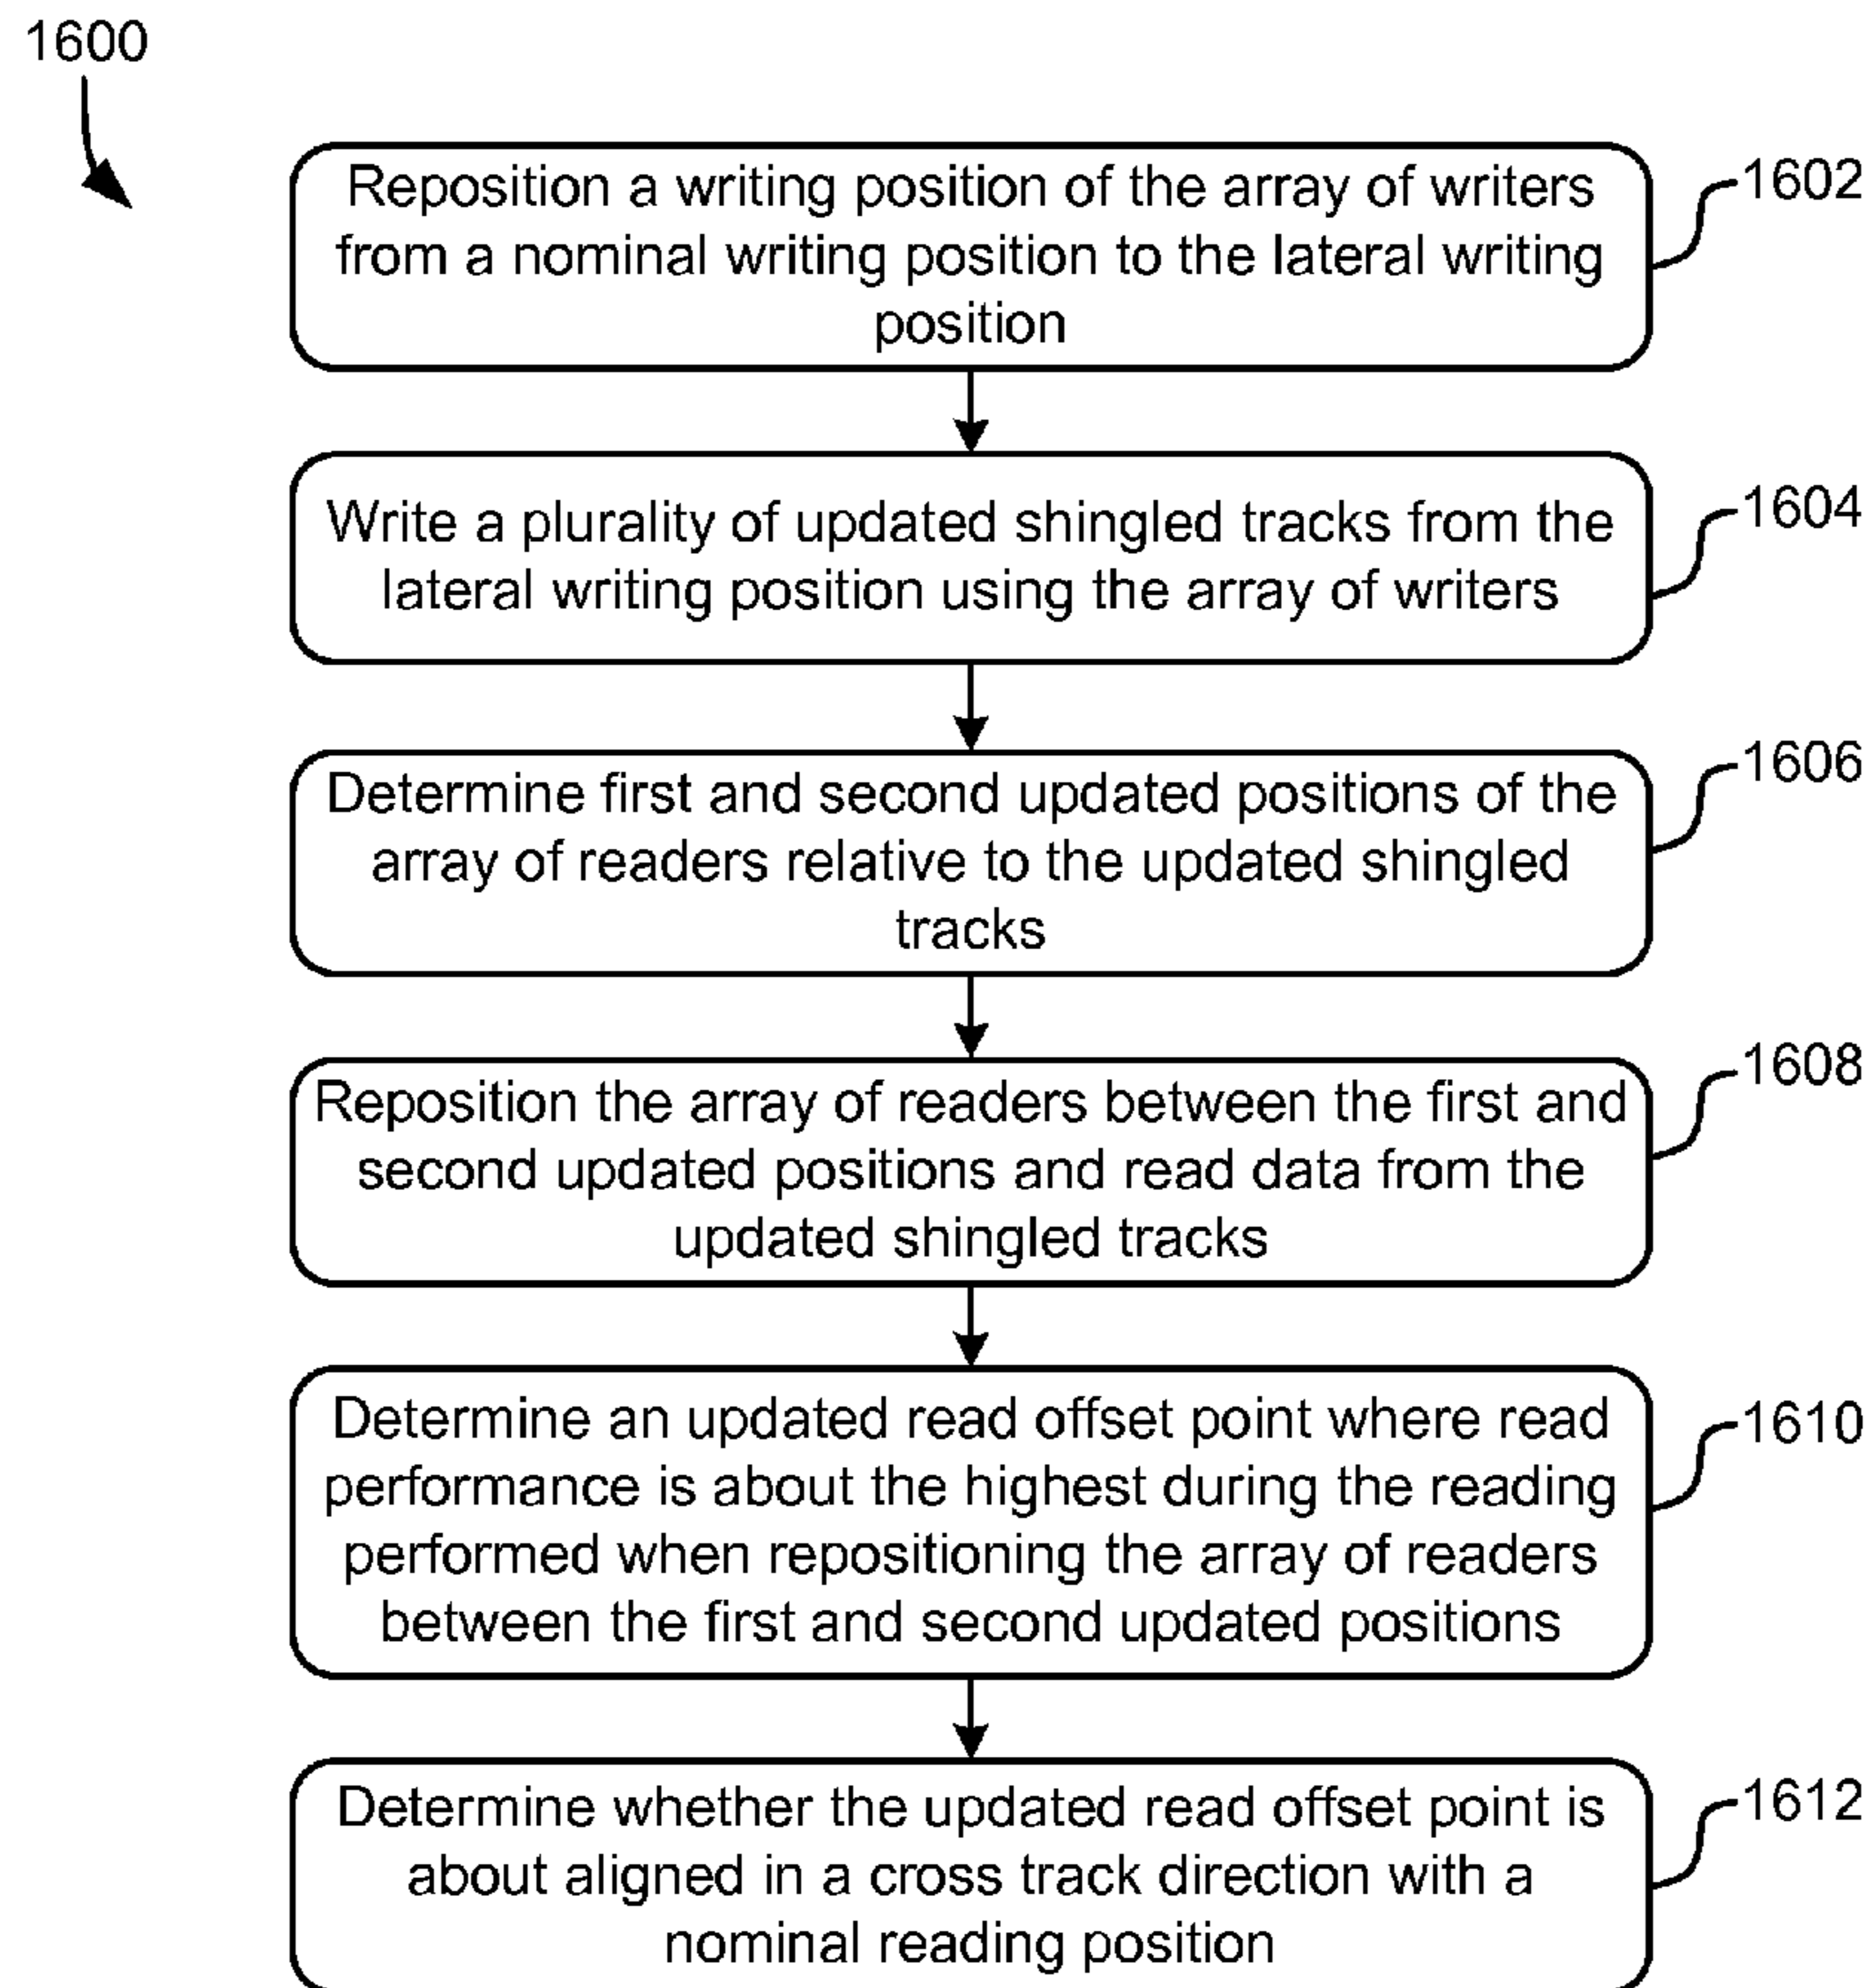 1600
Reposition a writing position of the array of writers
from a nominal writing position to the lateral writing
position
1602
Write a plurality of updated shingled tracks from the
lateral writing position using the array of writers
1604
Determine first and second updated positions of the
array of readers relative to the updated shingled
tracks
1606
Reposition the array of readers between the first and
second updated positions and read data from the
updated shingled tracks
1608
Determine an updated read offset point where read
performance is about the highest during the reading
performed when repositioning the array of readers
between the first and second updated positions
1610
Determine whether the updated read offset point is
about aligned in a cross track direction with a
nominal reading position
1612